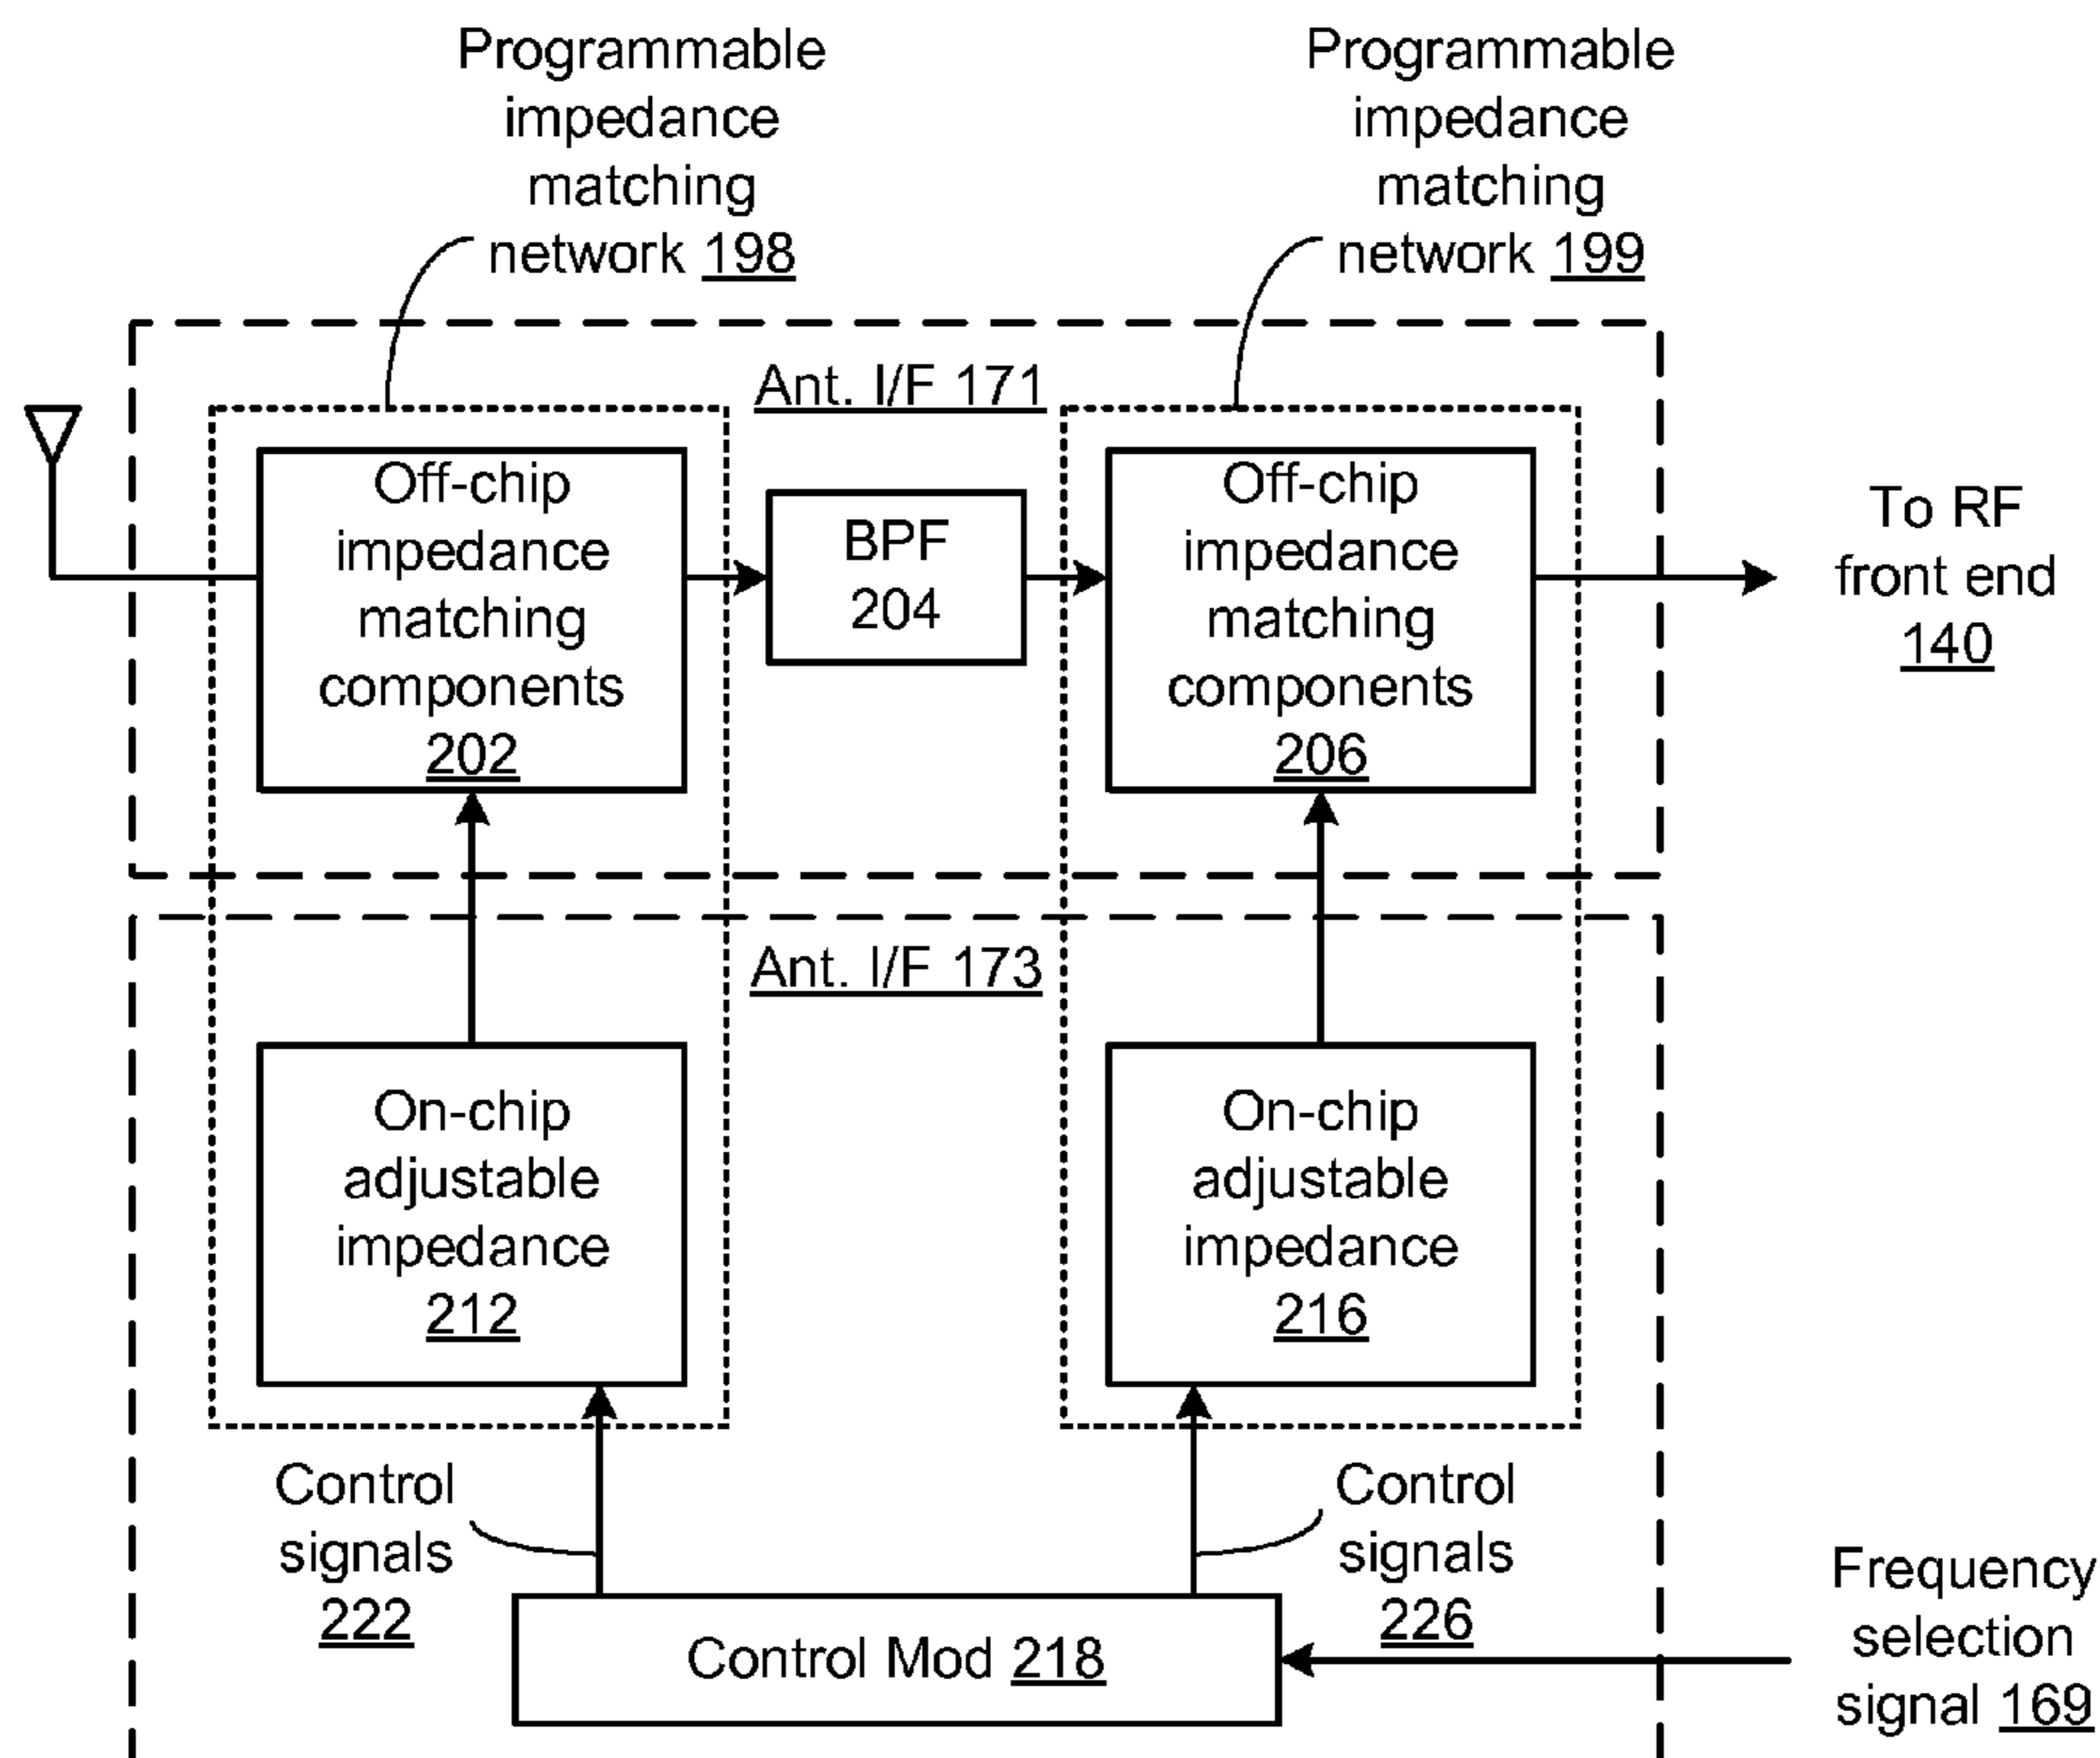 Programmable
impedance
matching
network 198
Programmable
impedance
matching
network 199
Ant. I/F 171
Off-chip
impedance
matching
components
202
BPF
204
Off-chip
impedance
matching
components
206
To RF
front end
140
Ant. I/F 173
On-chip
adjustable
impedance
212
On-chip
adjustable
impedance
216
Control
signals
222
Control
signals
226
Control Mod 218
Frequency
selection
signal 169